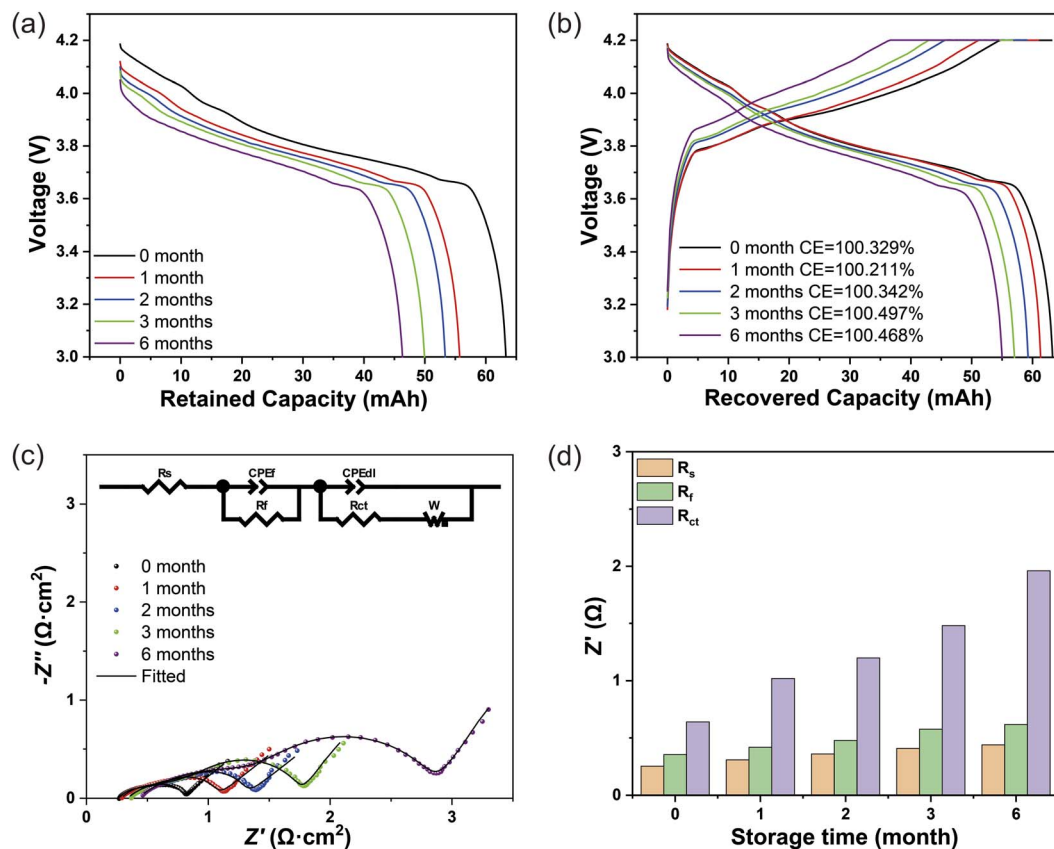 (a)
4.2
4.0
3.8
3.6
3.4
3.2
3.0
Voltage (V)
0 month
1 month
2 months
3 months
6 months
0 10 20 30 40 50 60
Retained Capacity (mAh)
(b)
4.2
4.0
3.8
3.6
3.4
3.2
3.0
Voltage (V)
0 month CE=100.329%
1 month CE=100.211%
2 months CE=100.342%
3 months CE=100.497%
6 months CE=100.468%
0 10 20 30 40 50 60
Recovered Capacity (mAh)
(c)
3
2
1
0
-Z'' (Ω·cm²)
Rs CPEf CPEdl
Rf Rct W
0 month
1 month
2 months
3 months
6 months
Fitted
0 1 2 3
Z' (Ω·cm²)
(d)
3
2
1
0
Z' (Ω)
Rs
Rf
Rct
0 1 2 3 6
Storage time (month)